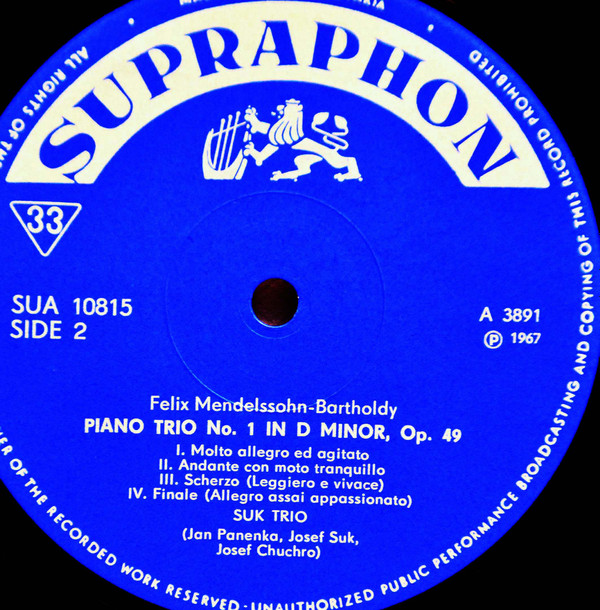 SUPRAPHON
ALL RIGHTS OF THE
33
SUA 10815
SIDE 2
A 3891
Ⓟ 1967
Felix Mendelssohn-Bartholdy
PIANO TRIO No. 1 IN D MINOR, Op. 49
I. Molto allegro ed agitato
II. Andante con moto tranquillo
III. Scherzo (Leggiero e vivace)
IV. Finale (Allegro assai appassionato)
SUK TRIO
(Jan Panenka, Josef Suk,
Josef Chuchro)
OF THE RECORDED WORK RESERVED - UNAUTHORIZED PUBLIC PERFORMANCE BROADCASTING AND COPYING OF THIS RECORD PROHIBITED